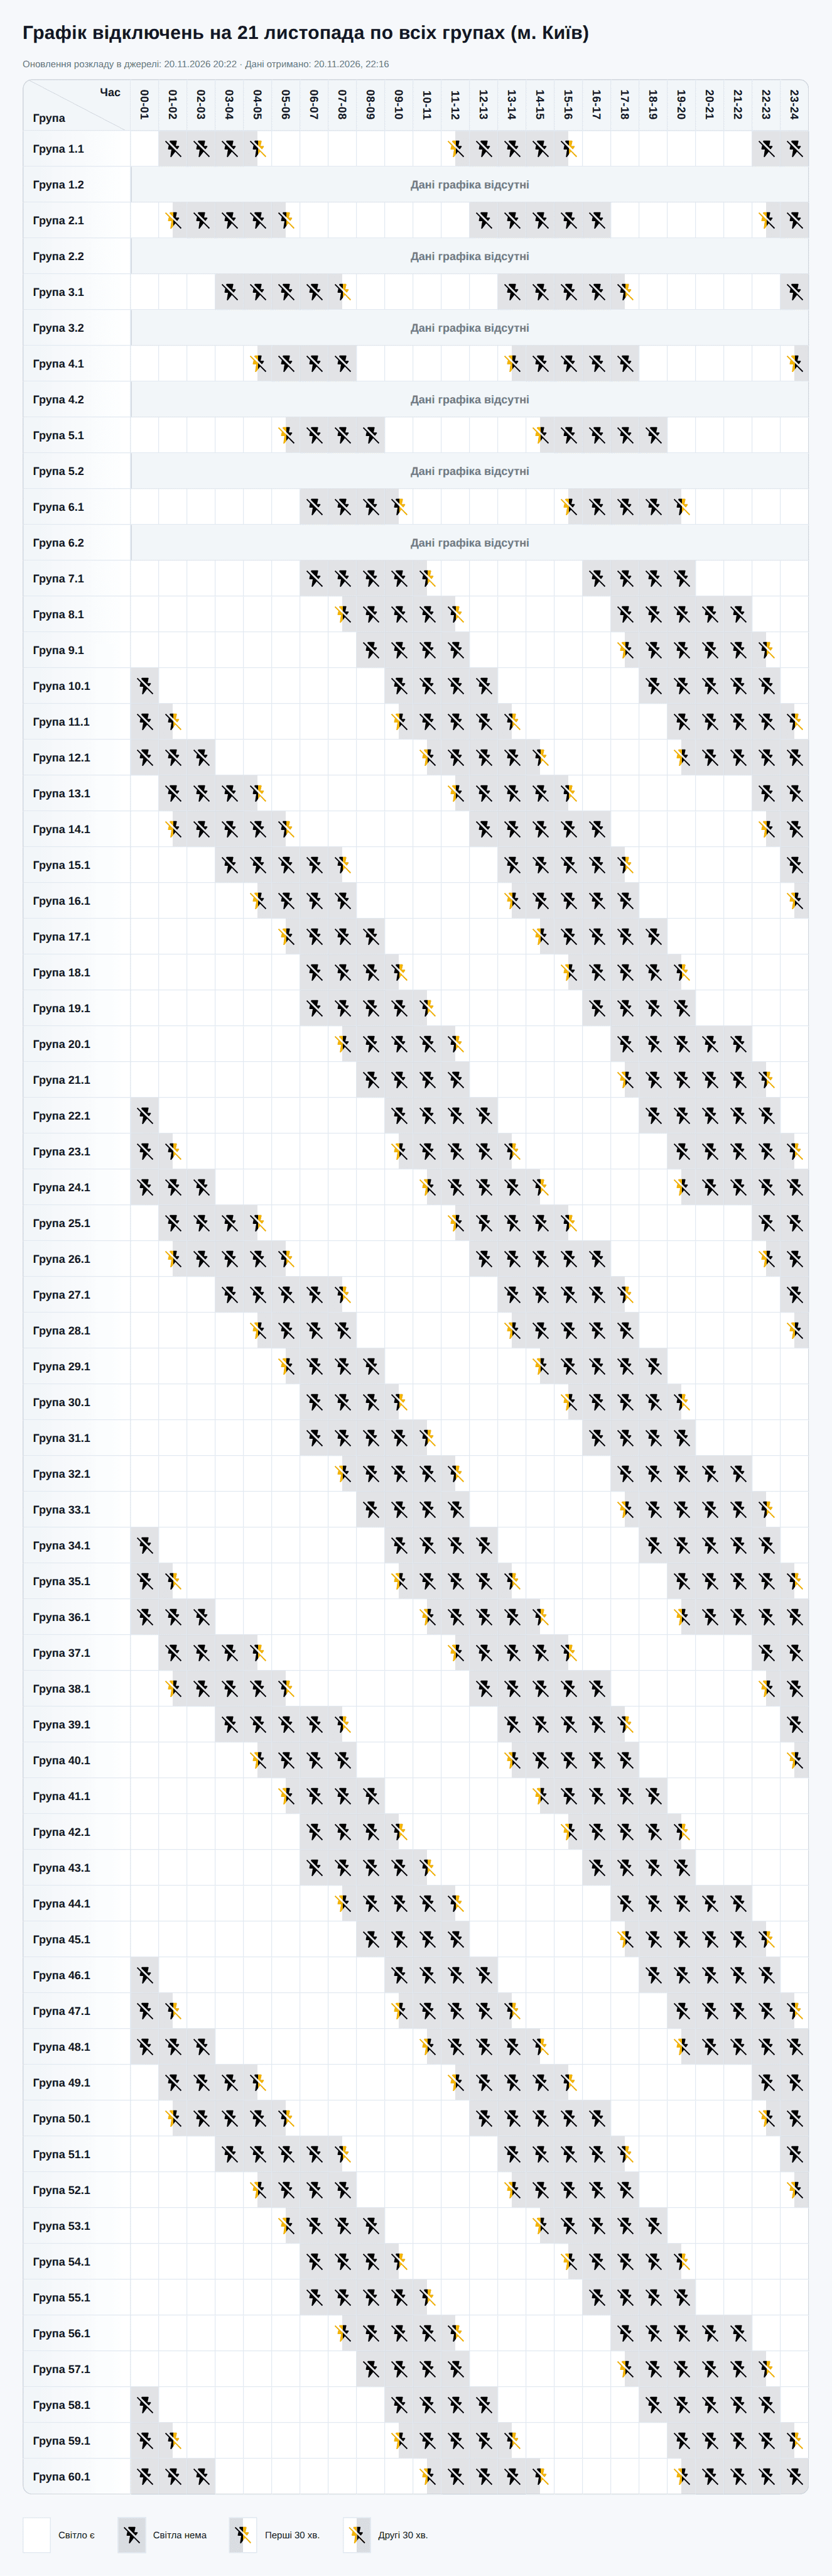 Графік відключень на 21 листопада по всіх групах (м. Київ)
Оновлення розкладу в джерелі: 20.11.2026 20:22 · Дані отримано: 20.11.2026, 22:16
Час
Група
00-01 01-02 02-03 03-04 04-05 05-06 06-07 07-08 08-09 09-10 10-11 11-12 12-13 13-14 14-15 15-16 16-17 17-18 18-19 19-20 20-21 21-22 22-23 23-24
Група 1.1
Група 1.2 Дані графіка відсутні
Група 2.1
Група 2.2 Дані графіка відсутні
Група 3.1
Група 3.2 Дані графіка відсутні
Група 4.1
Група 4.2 Дані графіка відсутні
Група 5.1
Група 5.2 Дані графіка відсутні
Група 6.1
Група 6.2 Дані графіка відсутні
Група 7.1
Група 8.1
Група 9.1
Група 10.1
Група 11.1
Група 12.1
Група 13.1
Група 14.1
Група 15.1
Група 16.1
Група 17.1
Група 18.1
Група 19.1
Група 20.1
Група 21.1
Група 22.1
Група 23.1
Група 24.1
Група 25.1
Група 26.1
Група 27.1
Група 28.1
Група 29.1
Група 30.1
Група 31.1
Група 32.1
Група 33.1
Група 34.1
Група 35.1
Група 36.1
Група 37.1
Група 38.1
Група 39.1
Група 40.1
Група 41.1
Група 42.1
Група 43.1
Група 44.1
Група 45.1
Група 46.1
Група 47.1
Група 48.1
Група 49.1
Група 50.1
Група 51.1
Група 52.1
Група 53.1
Група 54.1
Група 55.1
Група 56.1
Група 57.1
Група 58.1
Група 59.1
Група 60.1
Світло є Світла нема Перші 30 хв. Другі 30 хв.